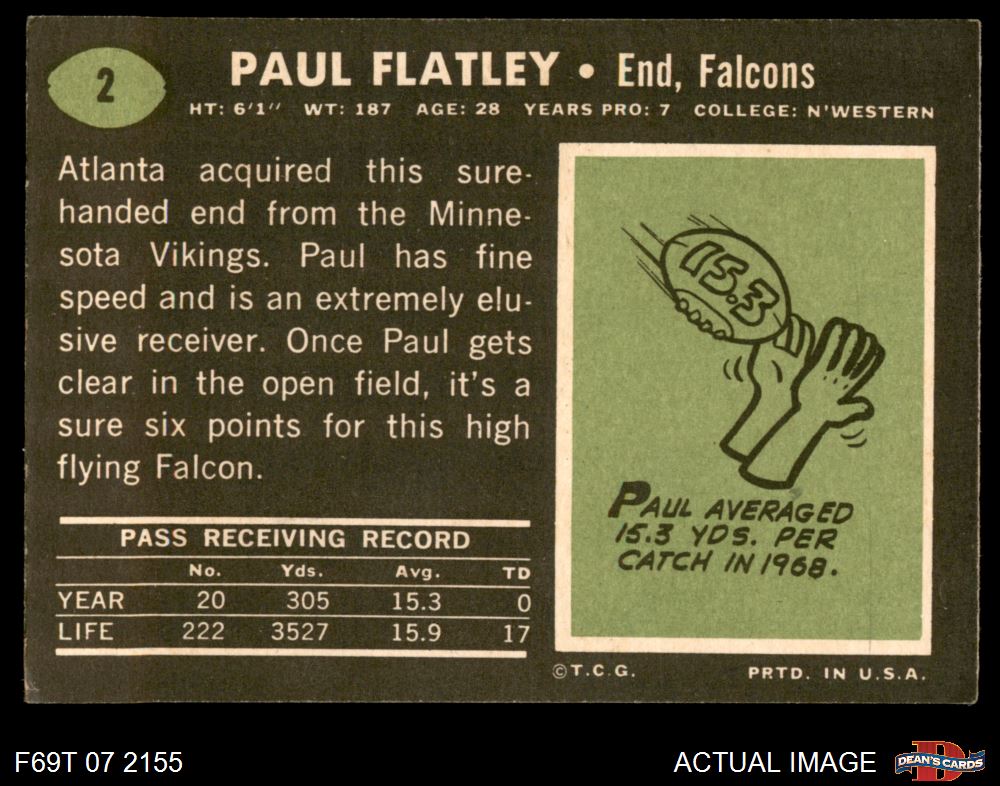 2
PAUL FLATLEY • End, Falcons
HT: 6'1" WT: 187 AGE: 28 YEARS PRO: 7 COLLEGE: N'WESTERN
Atlanta acquired this sure-
handed end from the Minne-
sota Vikings. Paul has fine
speed and is an extremely elu-
sive receiver. Once Paul gets
clear in the open field, it's a
sure six points for this high
flying Falcon.
PASS RECEIVING RECORD
No. Yds. Avg. TD
YEAR 20 305 15.3 0
LIFE 222 3527 15.9 17
15.3
PAUL AVERAGED
15.3 YDS. PER
CATCH IN 1968.
©T.C.G. PRTD. IN U.S.A.
F69T 07 2155
ACTUAL IMAGE
D
DEAN'S CARDS